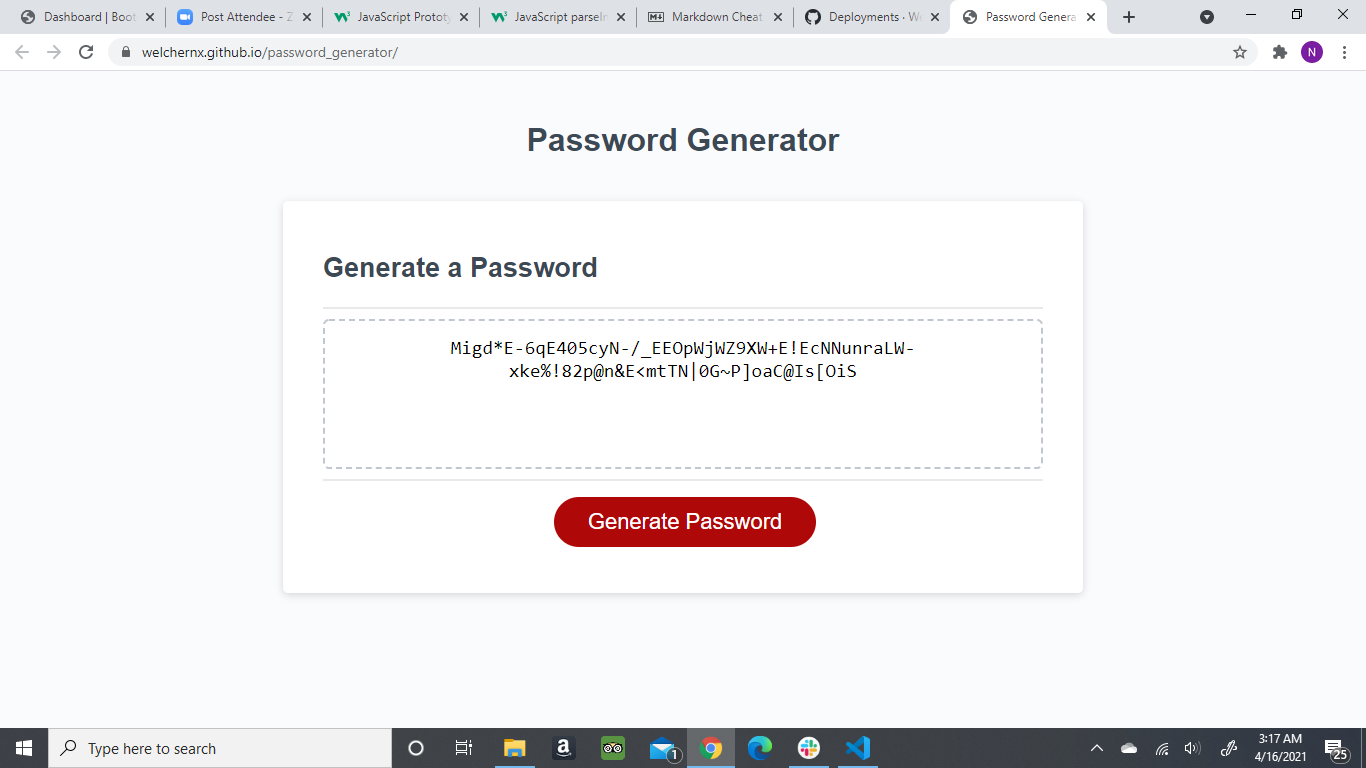 Dashboard | Boot
Post Attendee - Z
JavaScript Prototy
JavaScript parseIn
Markdown Cheat
Deployments · We
Password Genera
welchernx.github.io/password_generator/
N
Password Generator
Generate a Password
Migd*E-6qE405cyN-/_EEOpWjWZ9XW+E!EcNNunraLW-
xke%!82p@n&E<mtTN|0G~P]oaC@Is[OiS
Generate Password
Type here to search
1
3:17 AM
4/16/2021
25